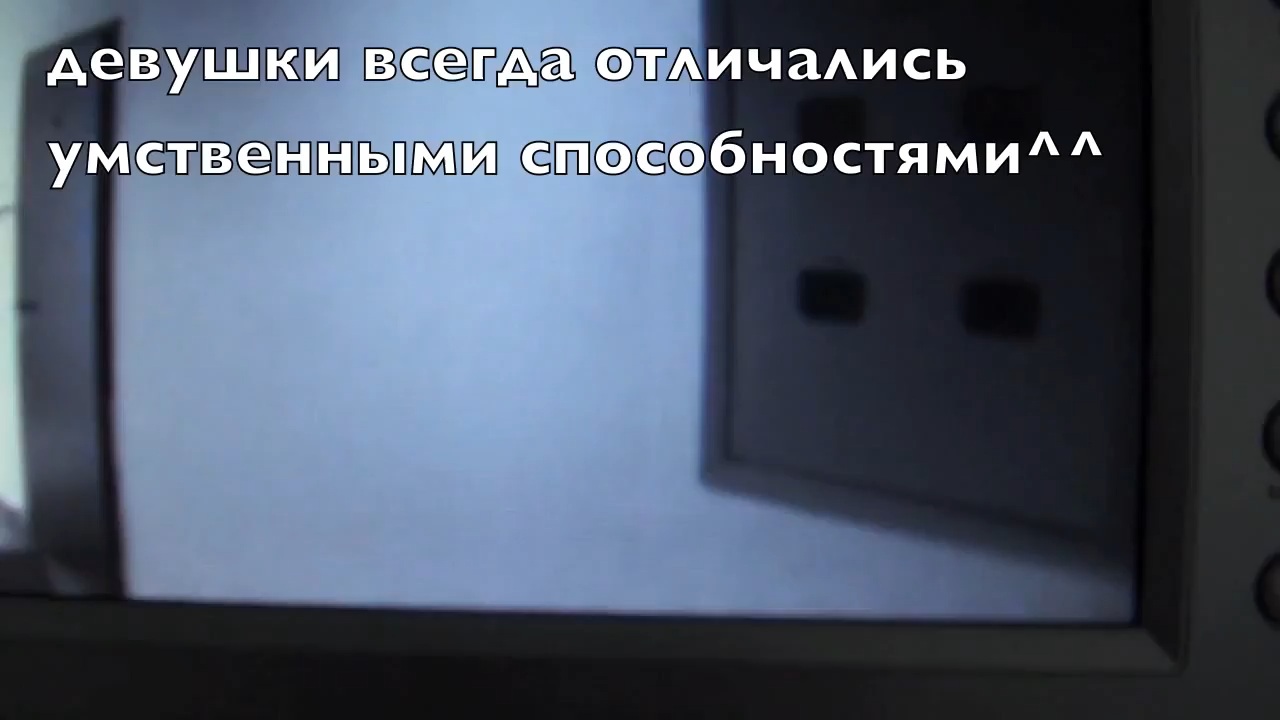 девушки всегда отличались
умственными способностями^^